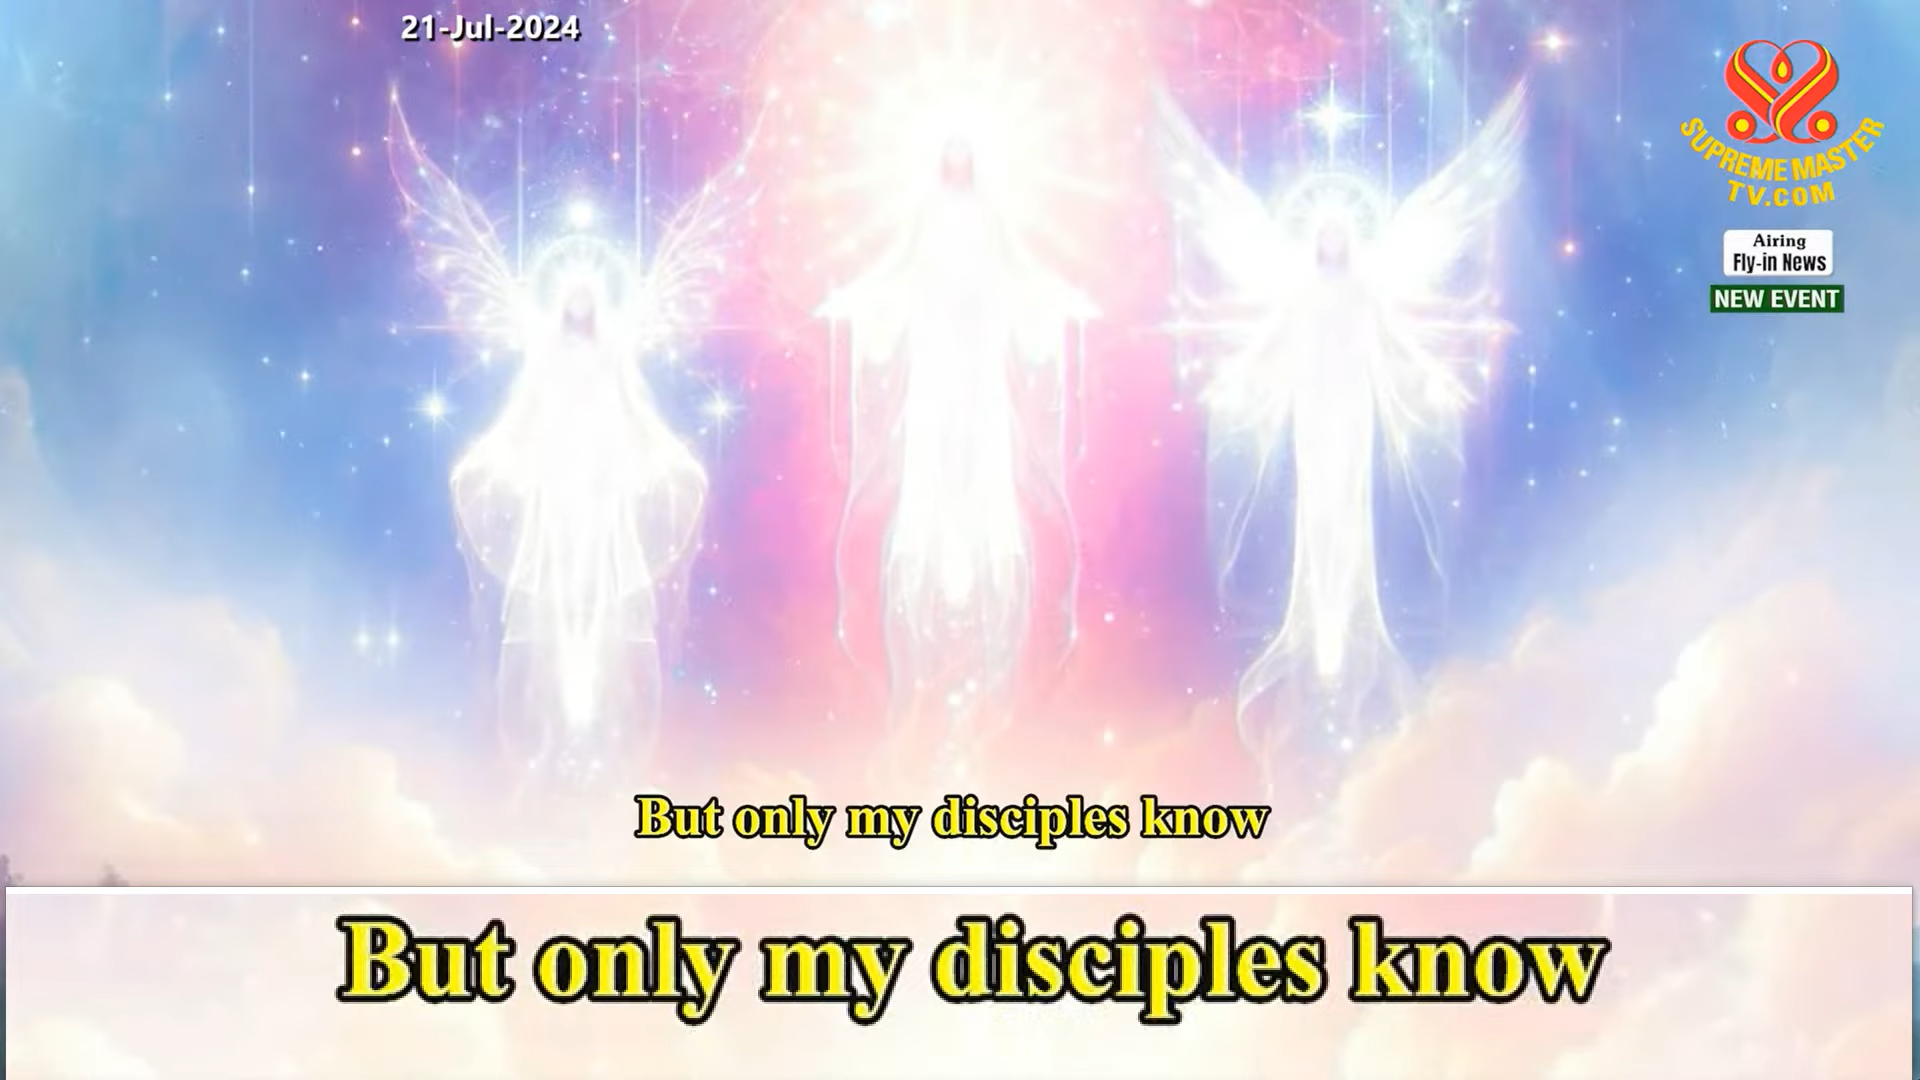 21-Jul-2024
SUPREME MASTER
TV.COM
Airing
Fly-in News
NEW EVENT
But only my disciples know
But only my disciples know